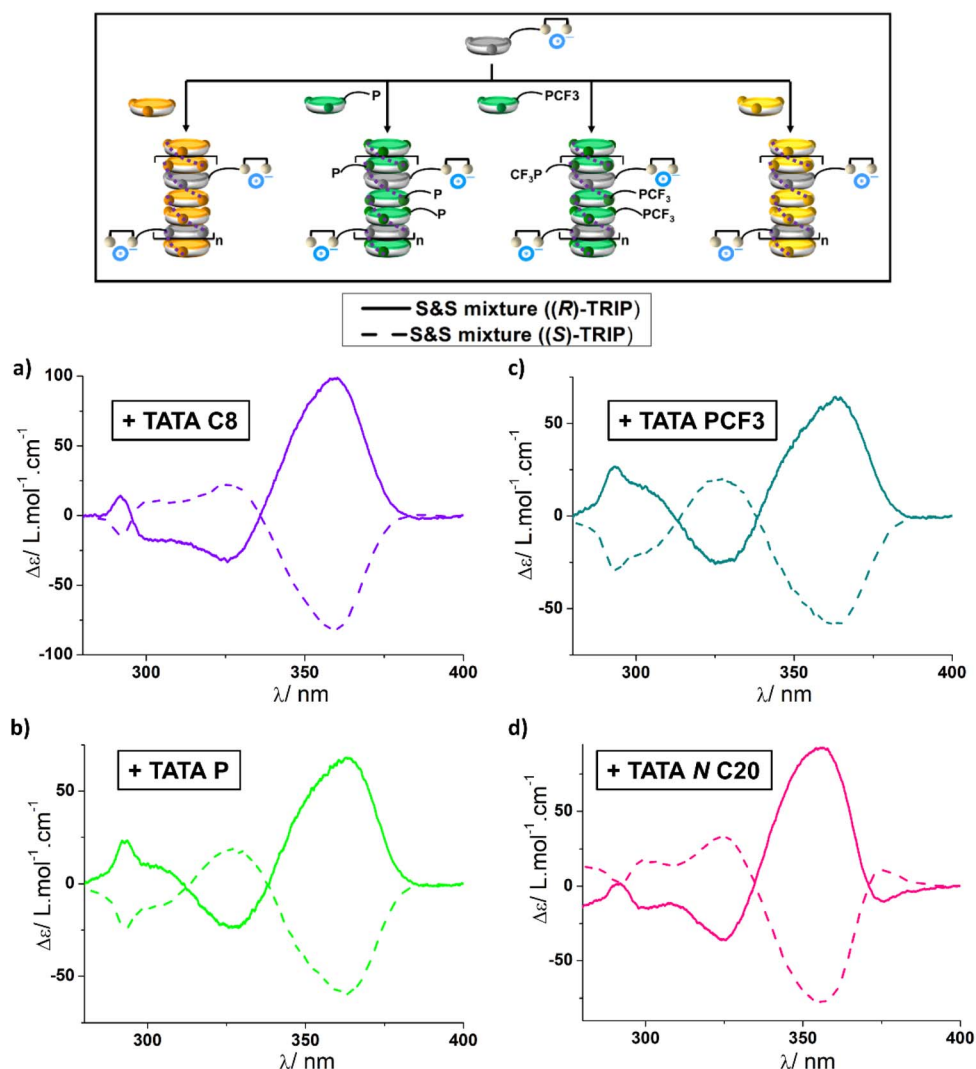 P
PCF3
P
CF₃P
P
PCF₃
P
PCF₃
n
n
n
n
S&S mixture ((R)-TRIP)
S&S mixture ((S)-TRIP)
a)
+ TATA C8
Δε/ L.mol⁻¹.cm⁻¹
100
50
0
-50
-100
300
350
400
λ/ nm
c)
+ TATA PCF3
Δε/ L.mol⁻¹.cm⁻¹
50
0
-50
300
350
400
λ/ nm
b)
+ TATA P
Δε/ L.mol⁻¹.cm⁻¹
50
0
-50
300
350
400
λ/ nm
d)
+ TATA N C20
Δε/ L.mol⁻¹.cm⁻¹
50
0
-50
300
350
400
λ/ nm